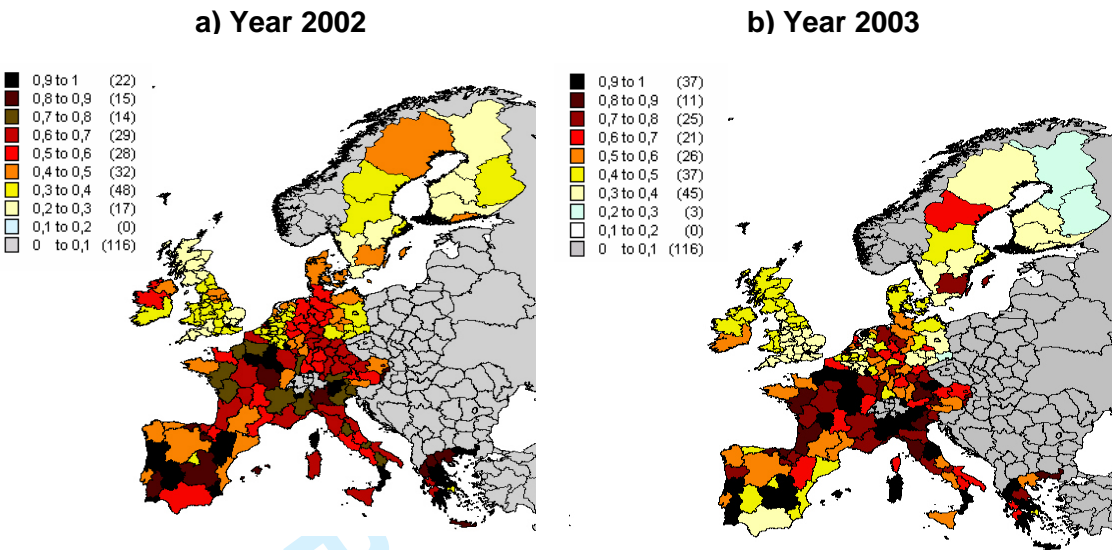 a) Year 2002
b) Year 2003
0,9 to 1 (22)
0,8 to 0,9 (15)
0,7 to 0,8 (14)
0,6 to 0,7 (29)
0,5 to 0,6 (28)
0,4 to 0,5 (32)
0,3 to 0,4 (48)
0,2 to 0,3 (17)
0,1 to 0,2 (0)
0 to 0,1 (116)
0,9 to 1 (37)
0,8 to 0,9 (11)
0,7 to 0,8 (25)
0,6 to 0,7 (21)
0,5 to 0,6 (26)
0,4 to 0,5 (37)
0,3 to 0,4 (45)
0,2 to 0,3 (3)
0,1 to 0,2 (0)
0 to 0,1 (116)